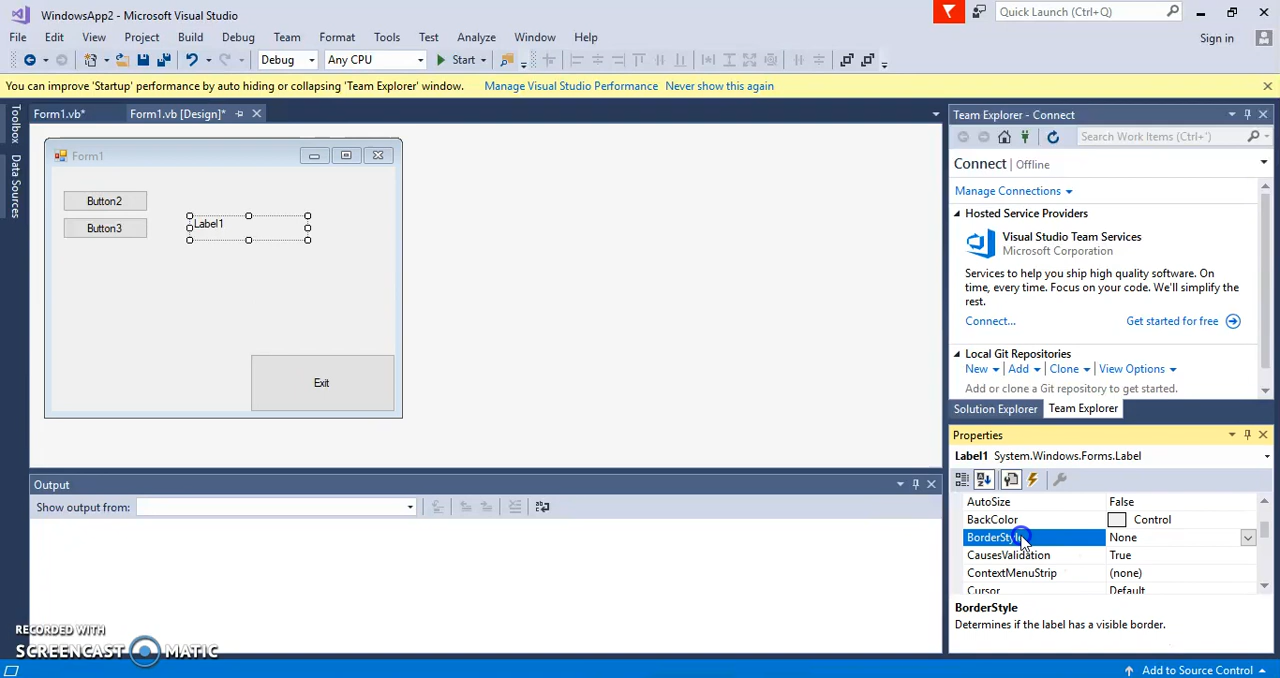 WindowsApp2 - Microsoft Visual Studio
Quick Launch (Ctrl+Q)
File Edit View Project Build Debug Team Format Tools Test Analyze Window Help
Sign in
Debug Any CPU Start
You can improve 'Startup' performance by auto hiding or collapsing 'Team Explorer' window. Manage Visual Studio Performance Never show this again
Toolbox
Data Sources
Form1.vb* Form1.vb [Design]*
Form1
Button2
Button3
Label1
Exit
Team Explorer - Connect
Search Work Items (Ctrl+')
Connect | Offline
Manage Connections
Hosted Service Providers
Visual Studio Team Services
Microsoft Corporation
Services to help you ship high quality software. On
time, every time. Focus on your code. We'll simplify the
rest.
Connect... Get started for free
Local Git Repositories
New Add Clone View Options
Add or clone a Git repository to get started.
Solution Explorer Team Explorer
Properties
Label1 System.Windows.Forms.Label
AutoSize False
BackColor Control
BorderStyle None
CausesValidation True
ContextMenuStrip (none)
Cursor Default
BorderStyle
Determines if the label has a visible border.
Output
Show output from:
RECORDED WITH
SCREENCAST MATIC
Add to Source Control